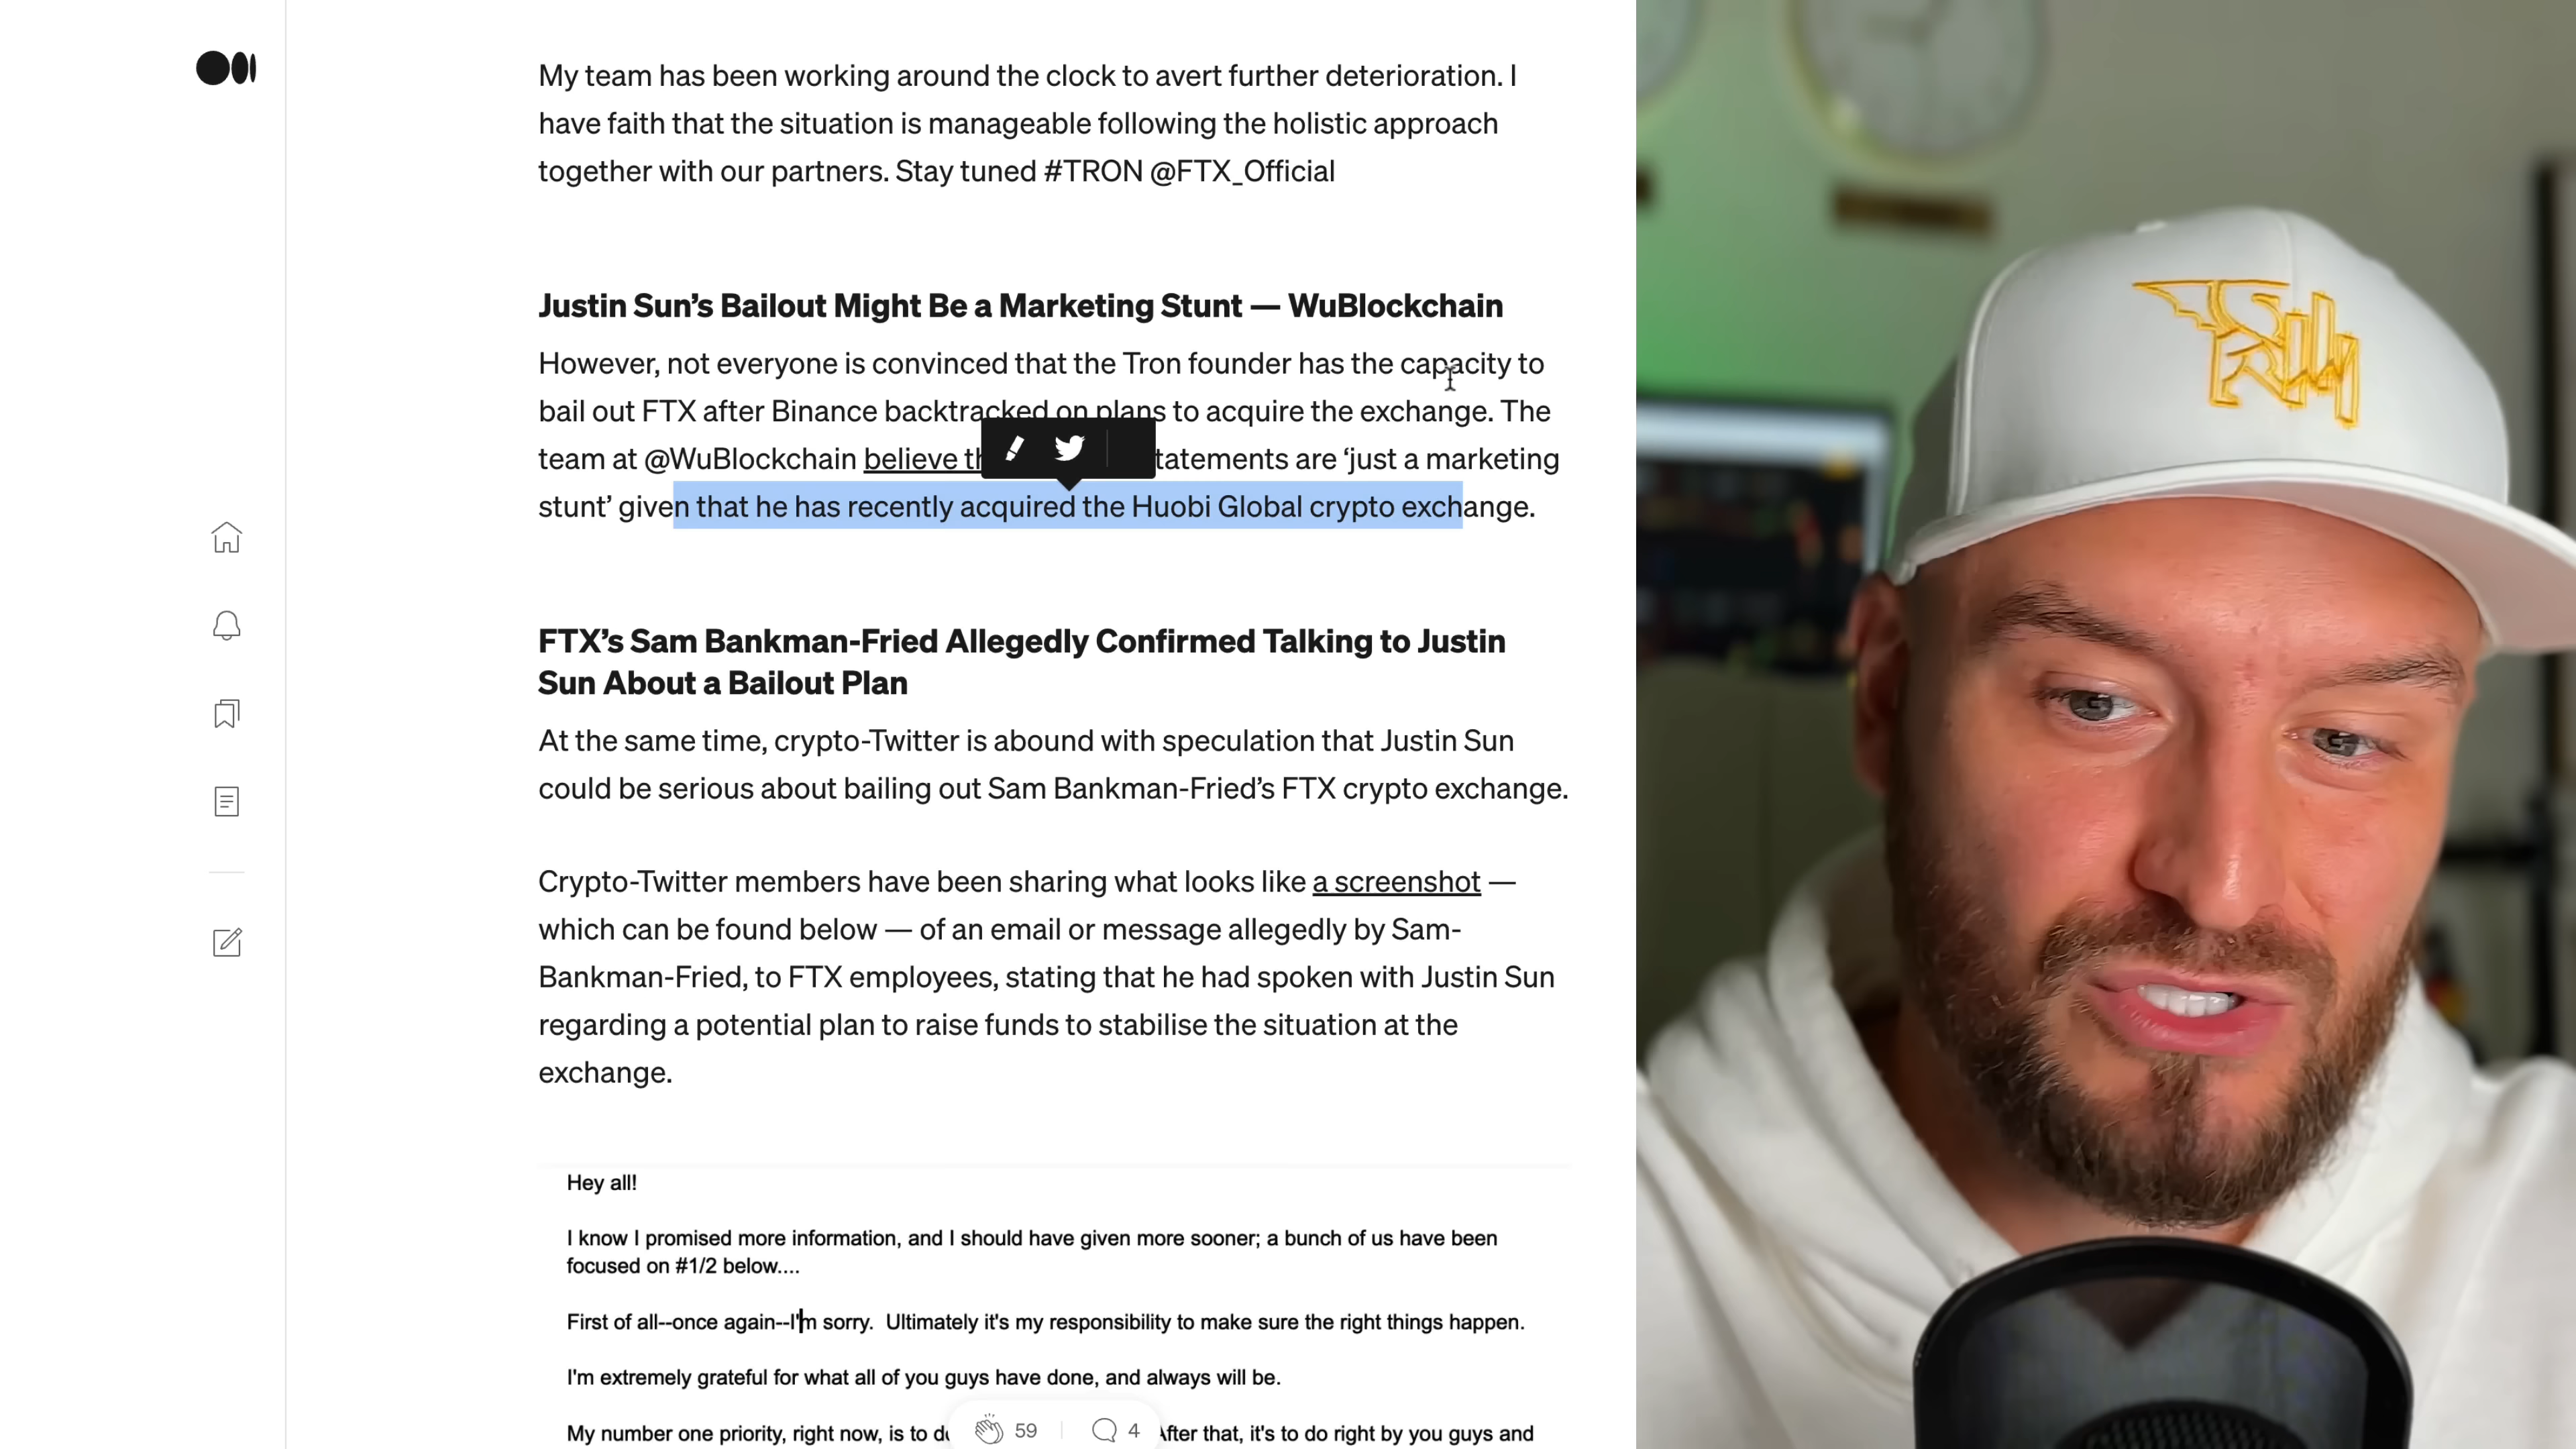 My team has been working around the clock to avert further deterioration. I
have faith that the situation is manageable following the holistic approach
together with our partners. Stay tuned #TRON @FTX_Official
Justin Sun’s Bailout Might Be a Marketing Stunt — WuBlockchain
However, not everyone is convinced that the Tron founder has the capacity to
bail out FTX after Binance backtracked on plans to acquire the exchange. The
team at @WuBlockchain believe tatements are ‘just a marketing
stunt’ given that he has recently acquired the Huobi Global crypto exchange.
FTX’s Sam Bankman-Fried Allegedly Confirmed Talking to Justin
Sun About a Bailout Plan
At the same time, crypto-Twitter is abound with speculation that Justin Sun
could be serious about bailing out Sam Bankman-Fried’s FTX crypto exchange.
Crypto-Twitter members have been sharing what looks like a screenshot —
which can be found below — of an email or message allegedly by Sam-
Bankman-Fried, to FTX employees, stating that he had spoken with Justin Sun
regarding a potential plan to raise funds to stabilise the situation at the
exchange.
Hey all!
I know I promised more information, and I should have given more sooner; a bunch of us have been
focused on #1/2 below....
First of all--once again--I'm sorry. Ultimately it's my responsibility to make sure the right things happen.
I'm extremely grateful for what all of you guys have done, and always will be.
My number one priority, right now, is to After that, it's to do right by you guys and
59 4